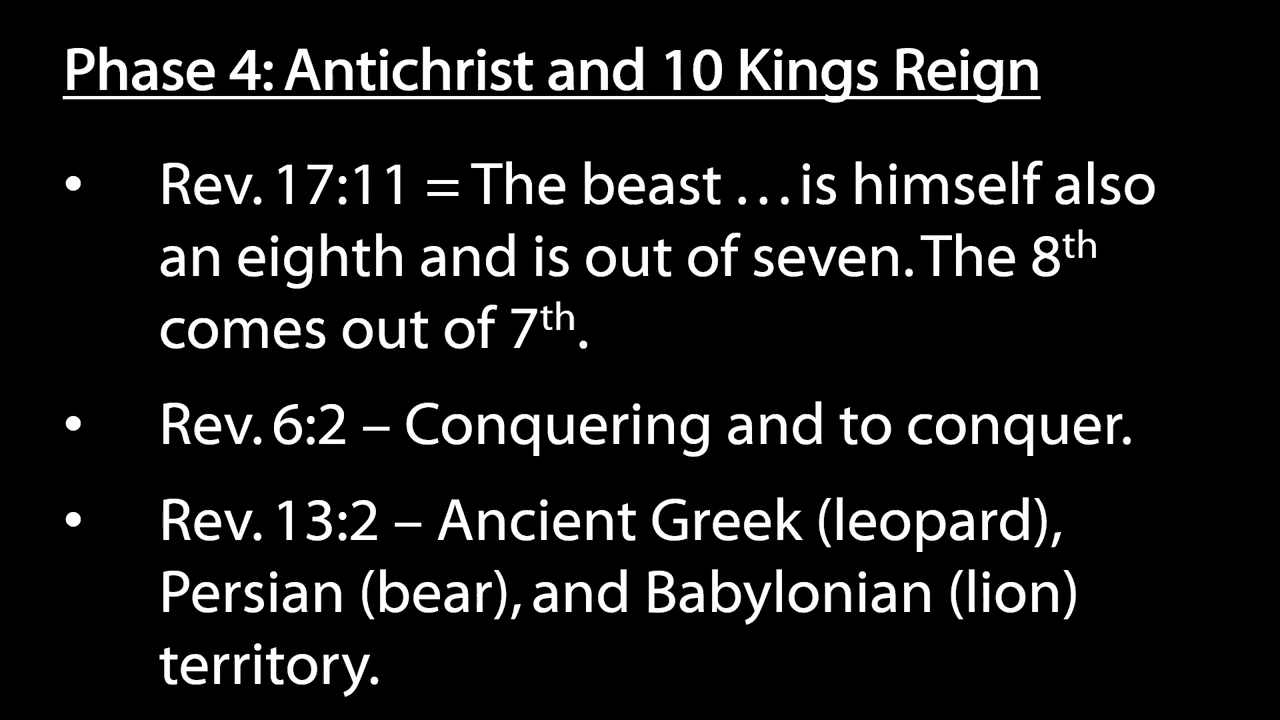 Phase 4: Antichrist and 10 Kings Reign
• Rev. 17:11 = The beast … is himself also
an eighth and is out of seven. The 8th
comes out of 7th.
• Rev. 6:2 – Conquering and to conquer.
• Rev. 13:2 – Ancient Greek (leopard),
Persian (bear), and Babylonian (lion)
territory.